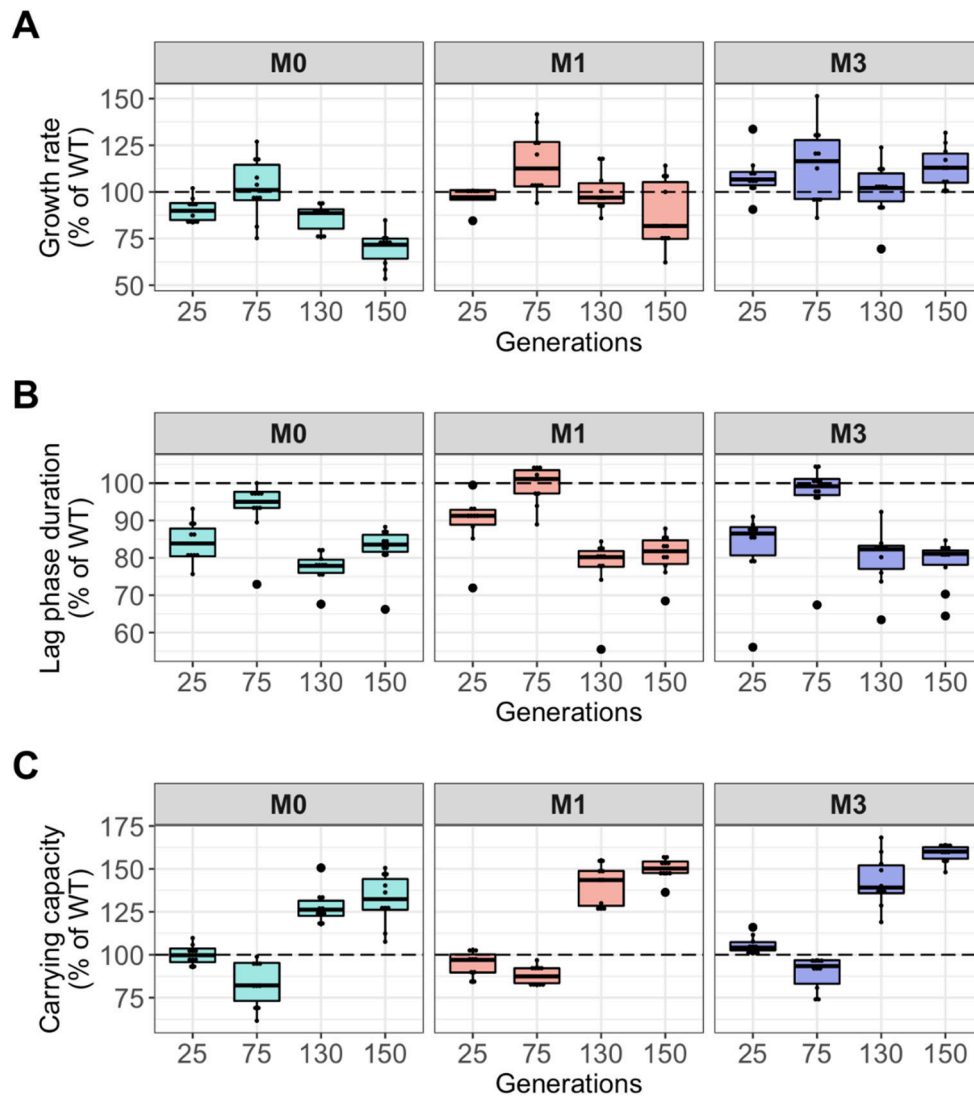 A
M0 M1 M3
Growth rate
(% of WT)
150
125
100
75
50
25 75 130 150 25 75 130 150 25 75 130 150
Generations
B
M0 M1 M3
Lag phase duration
(% of WT)
100
90
80
70
60
25 75 130 150 25 75 130 150 25 75 130 150
Generations
C
M0 M1 M3
Carrying capacity
(% of WT)
175
150
125
100
75
25 75 130 150 25 75 130 150 25 75 130 150
Generations